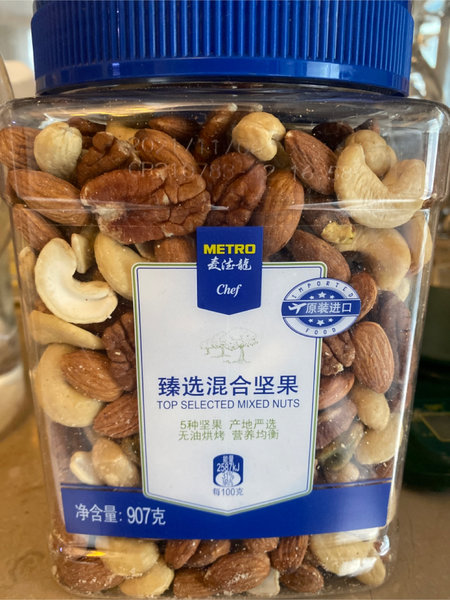 METRO
麦德龍
Chef
IMPORTED
原装进口
FOOD
臻选混合坚果
TOP SELECTED MIXED NUTS
5种坚果 产地严选
无油烘烤 营养均衡
能量
2587kJ
每100克
净含量: 907克